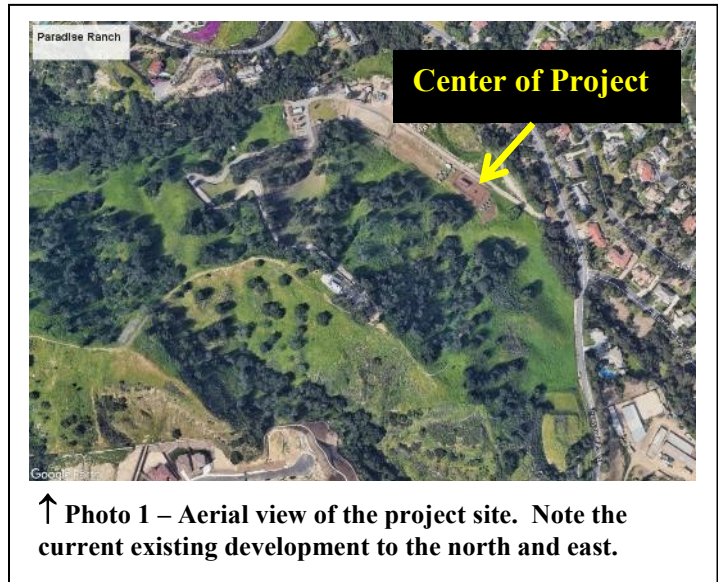 Paradise Ranch
Center of Project
Google Earth
↑ Photo 1 – Aerial view of the project site. Note the
current existing development to the north and east.